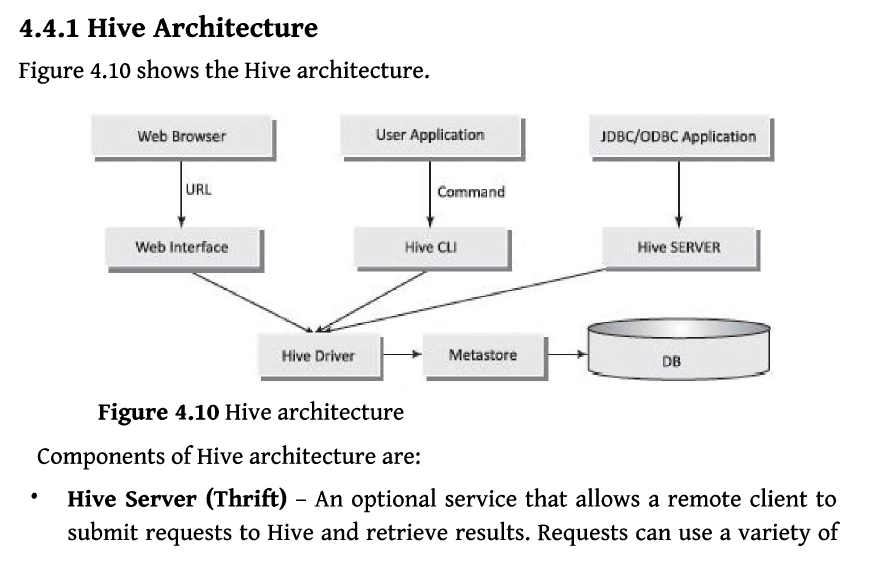 4.4.1 Hive Architecture
Figure 4.10 shows the Hive architecture.
Web Browser
User Application
JDBC/ODBC Application
URL
Command
Web Interface
Hive CLI
Hive SERVER
Hive Driver
Metastore
DB
Figure 4.10 Hive architecture
Components of Hive architecture are:
• Hive Server (Thrift) – An optional service that allows a remote client to
submit requests to Hive and retrieve results. Requests can use a variety of